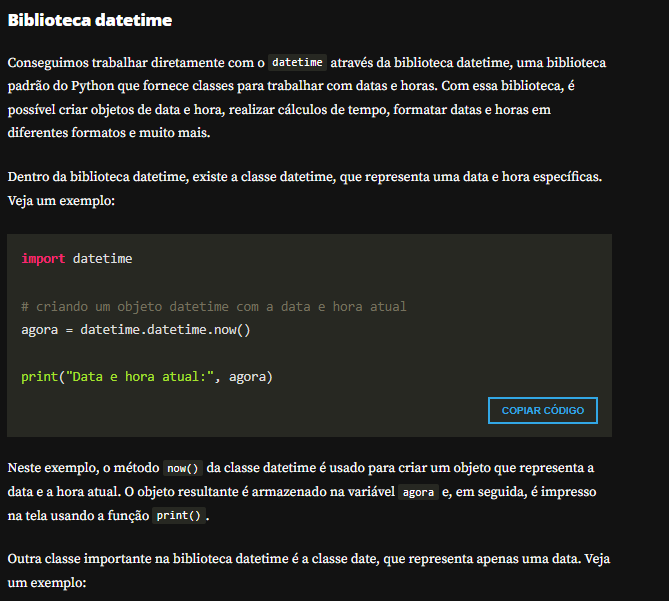 Biblioteca datetime
Conseguimos trabalhar diretamente com o datetime através da biblioteca datetime, uma biblioteca
padrão do Python que fornece classes para trabalhar com datas e horas. Com essa biblioteca, é
possível criar objetos de data e hora, realizar cálculos de tempo, formatar datas e horas em
diferentes formatos e muito mais.
Dentro da biblioteca datetime, existe a classe datetime, que representa uma data e hora específicas.
Veja um exemplo:
import datetime
# criando um objeto datetime com a data e hora atual
agora = datetime.datetime.now()
print("Data e hora atual:", agora)
COPIAR CÓDIGO
Neste exemplo, o método now() da classe datetime é usado para criar um objeto que representa a
data e a hora atual. O objeto resultante é armazenado na variável agora e, em seguida, é impresso
na tela usando a função print().
Outra classe importante na biblioteca datetime é a classe date, que representa apenas uma data. Veja
um exemplo: